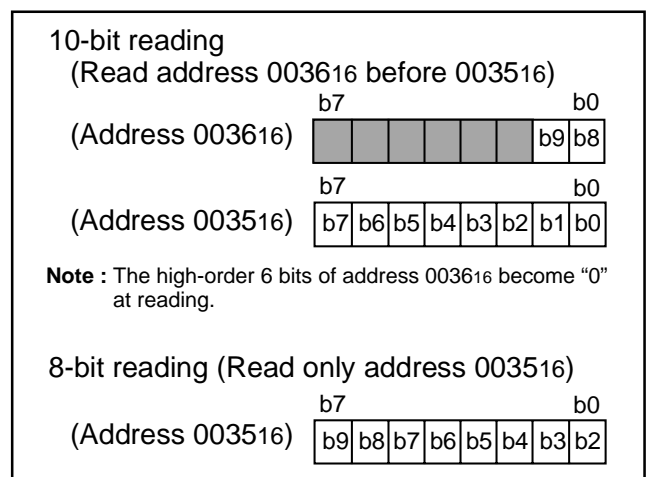 10-bit reading
(Read address 003616 before 003516)
b7 b0
(Address 003616) b9 b8
b7 b0
(Address 003516) b7 b6 b5 b4 b3 b2 b1 b0
Note : The high-order 6 bits of address 003616 become “0”
at reading.
8-bit reading (Read only address 003516)
b7 b0
(Address 003516) b9 b8 b7 b6 b5 b4 b3 b2